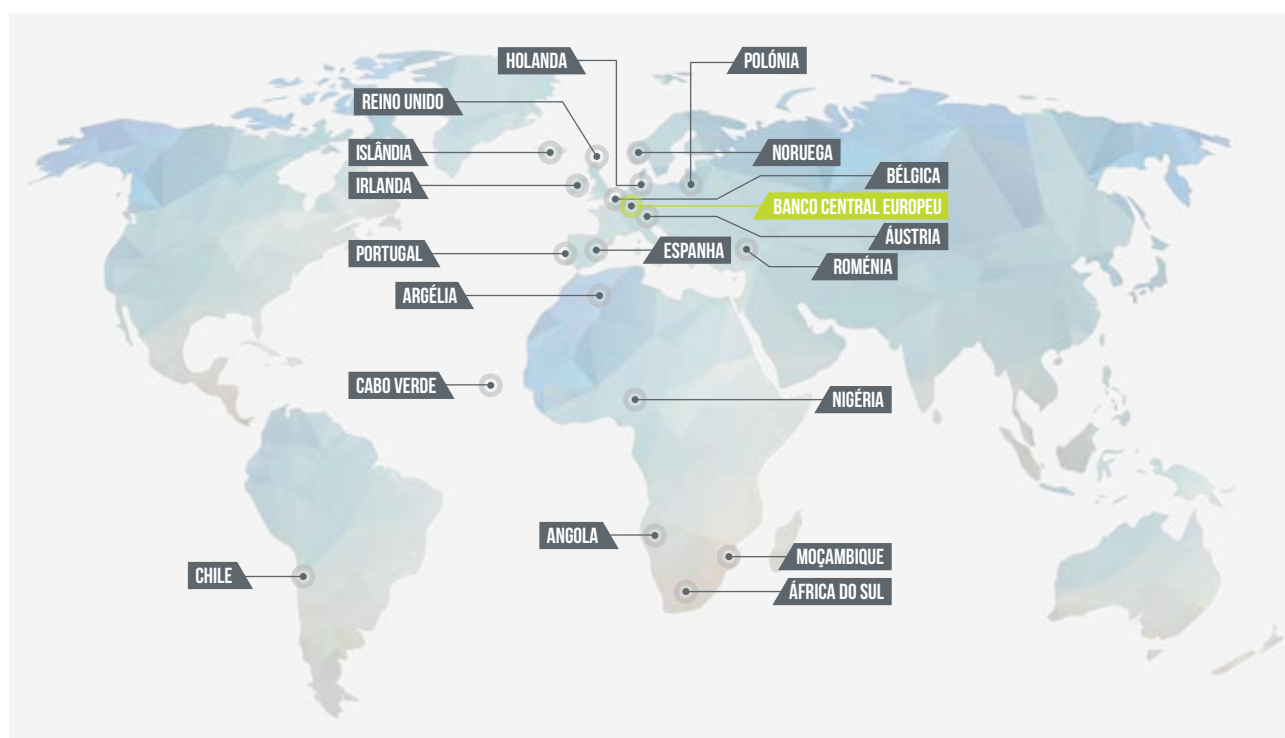 HOLANDA
POLÓNIA
REINO UNIDO
ISLÂNDIA
NORUEGA
IRLANDA
BÉLGICA
BANCO CENTRAL EUROPEU
ÁUSTRIA
PORTUGAL
ESPANHA
ROMÉNIA
ARGÉLIA
CABO VERDE
NIGÉRIA
ANGOLA
MOÇAMBIQUE
CHILE
ÁFRICA DO SUL